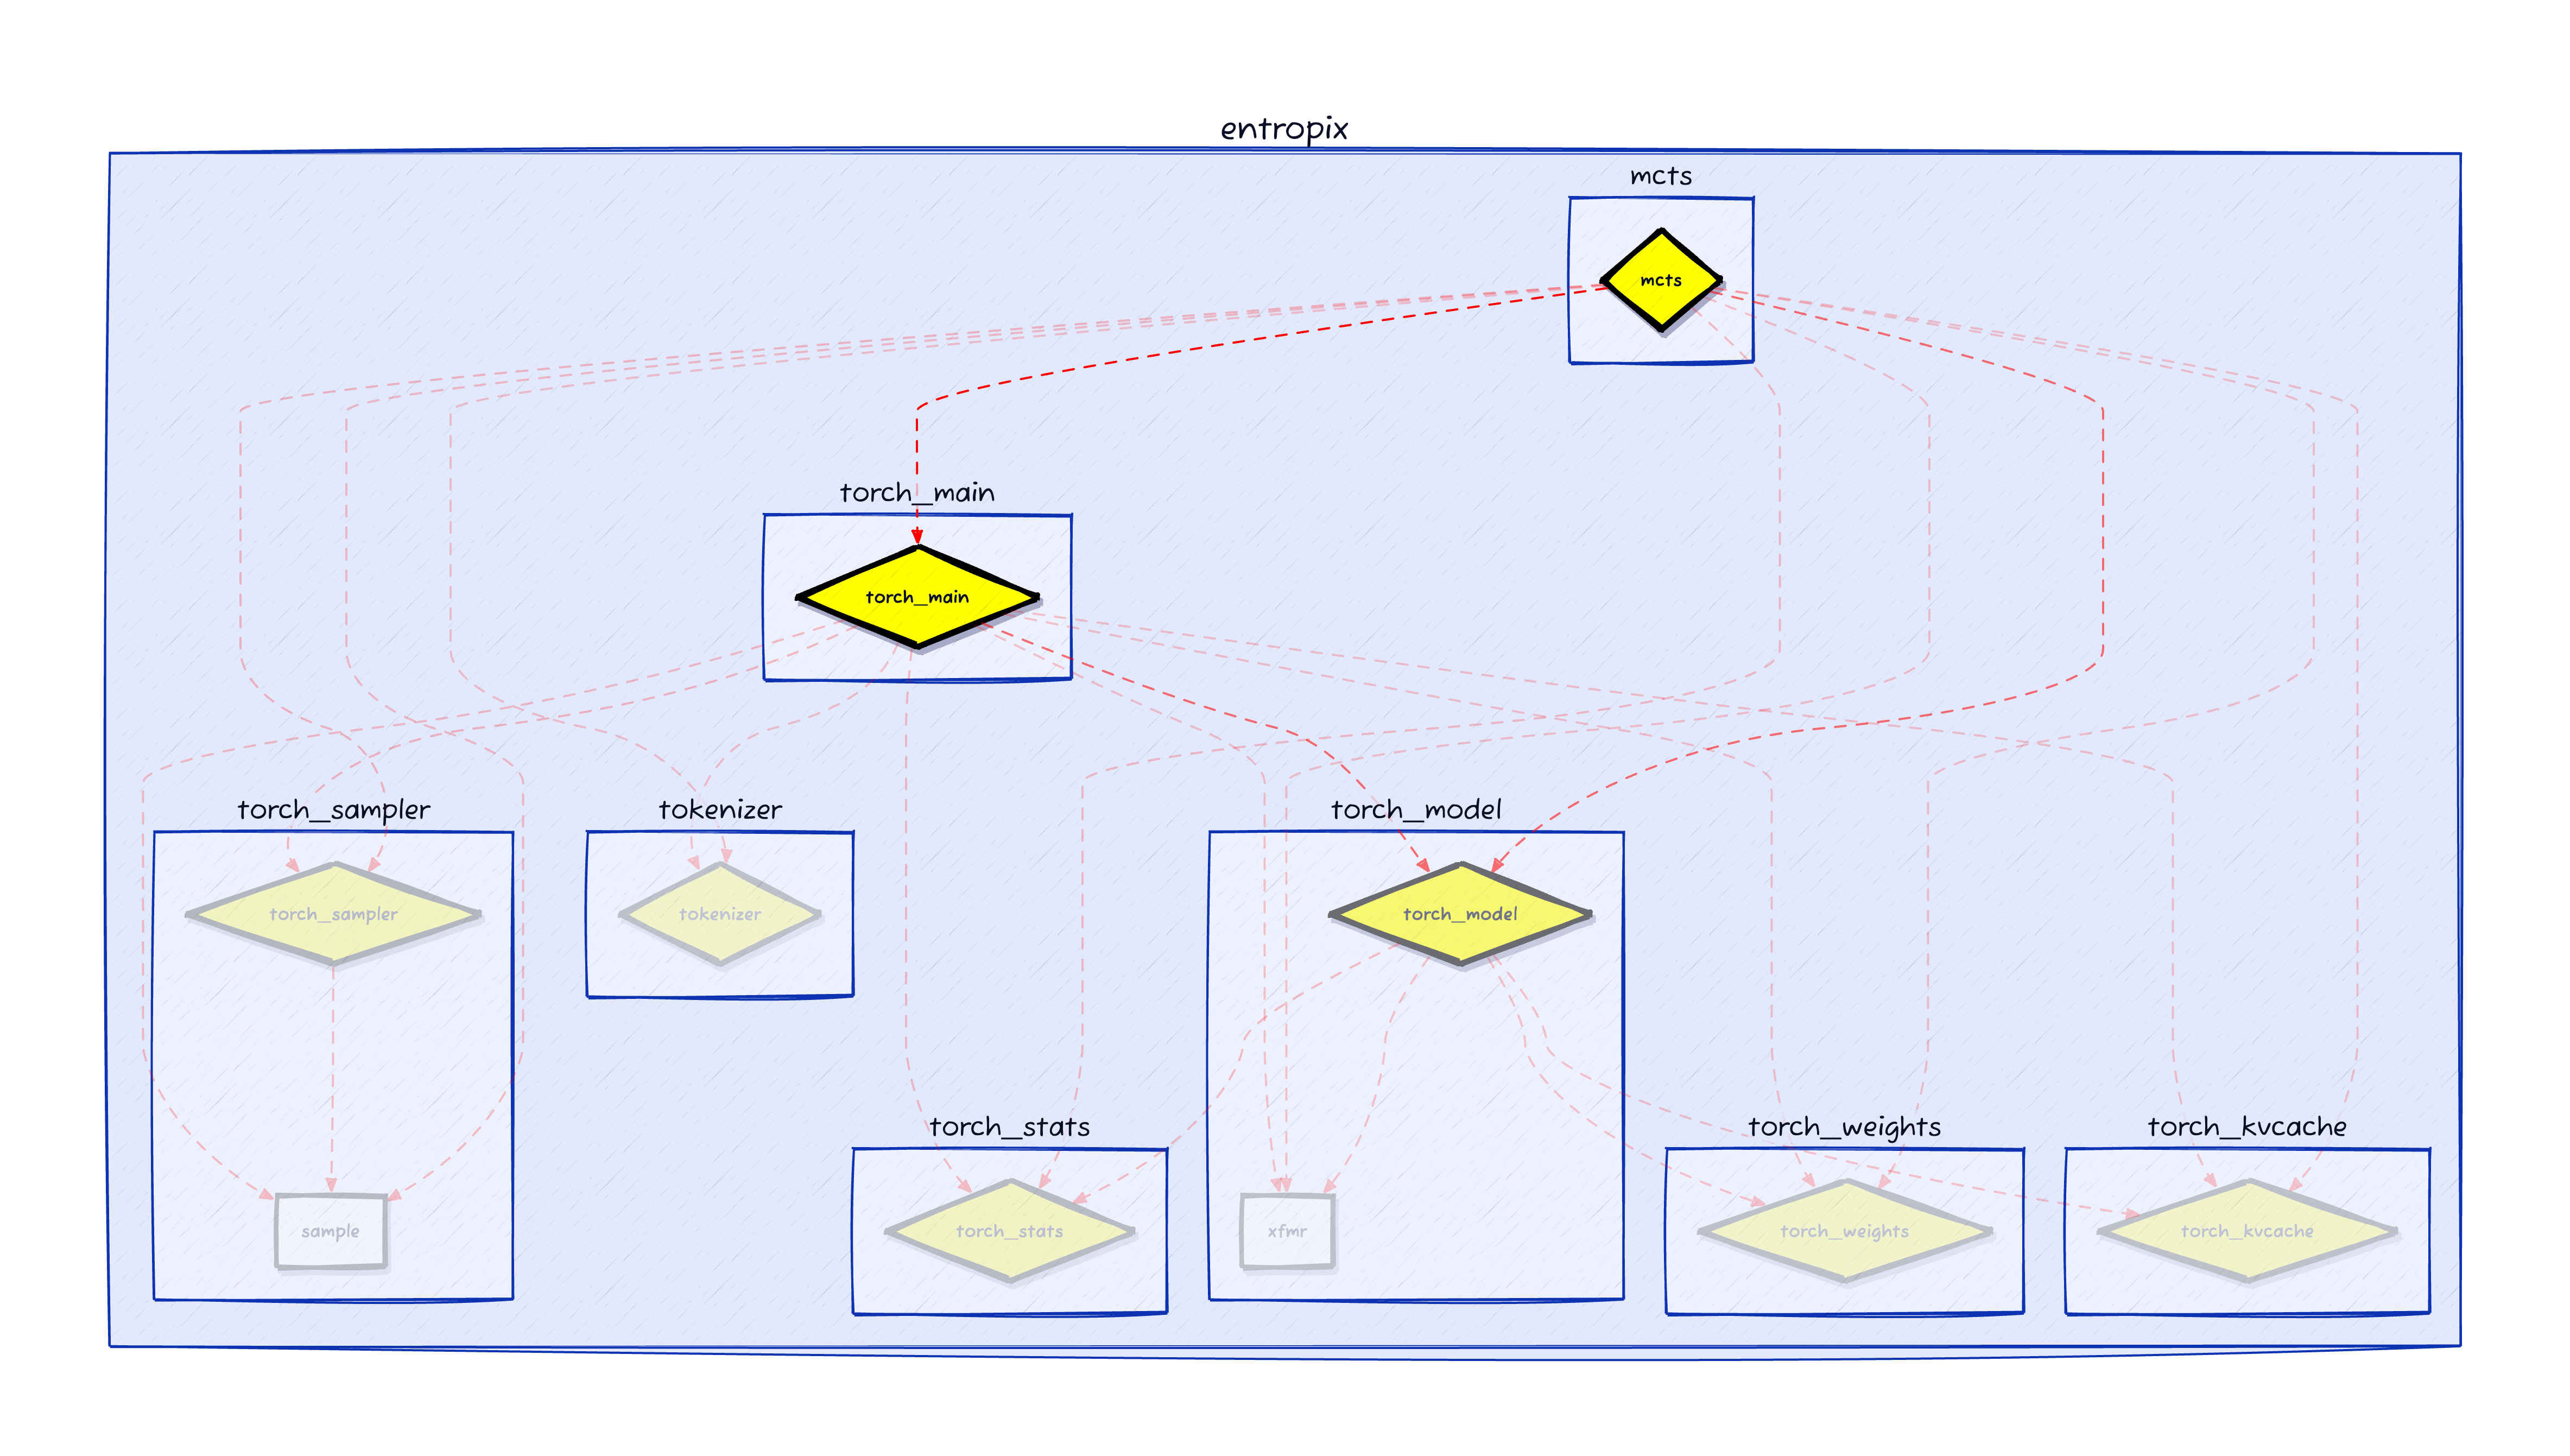 entropix
mcts
mcts
torch_main
torch_main
torch_sampler
tokenizer
torch_model
torch_sampler
tokenizer
torch_model
torch_stats
torch_weights
torch_kvcache
sample
torch_stats
xfmr
torch_weights
torch_kvcache